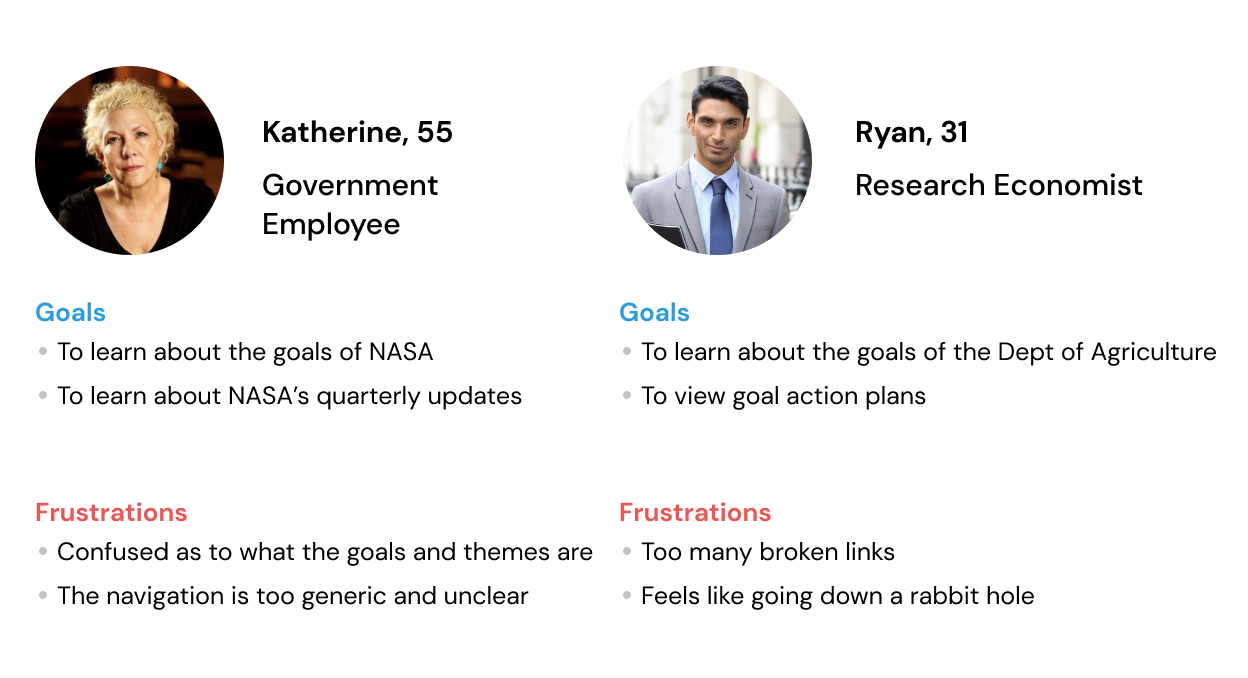 Katherine, 55
Government
Employee
Goals
To learn about the goals of NASA
To learn about NASA’s quarterly updates
Frustrations
Confused as to what the goals and themes are
The navigation is too generic and unclear
Ryan, 31
Research Economist
Goals
To learn about the goals of the Dept of Agriculture
To view goal action plans
Frustrations
Too many broken links
Feels like going down a rabbit hole